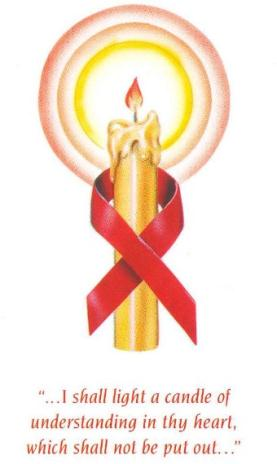 “...I shall light a candle of
understanding in thy heart,
which shall not be put out...”